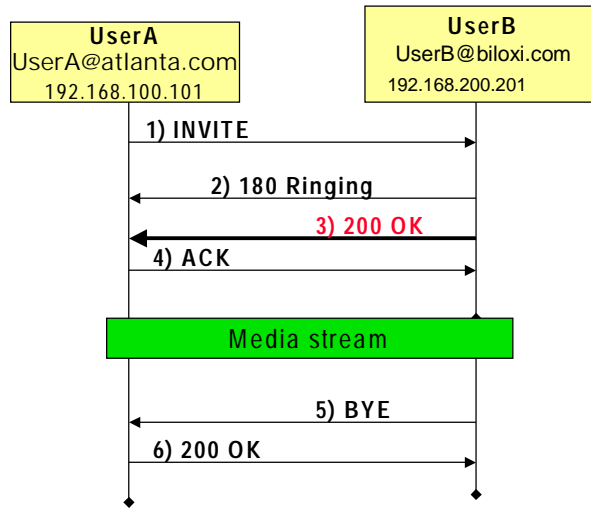 UserA
UserA@atlanta.com
192.168.100.101
UserB
UserB@biloxi.com
192.168.200.201
1) INVITE
2) 180 Ringing
3) 200 OK
4) ACK
Media stream
5) BYE
6) 200 OK